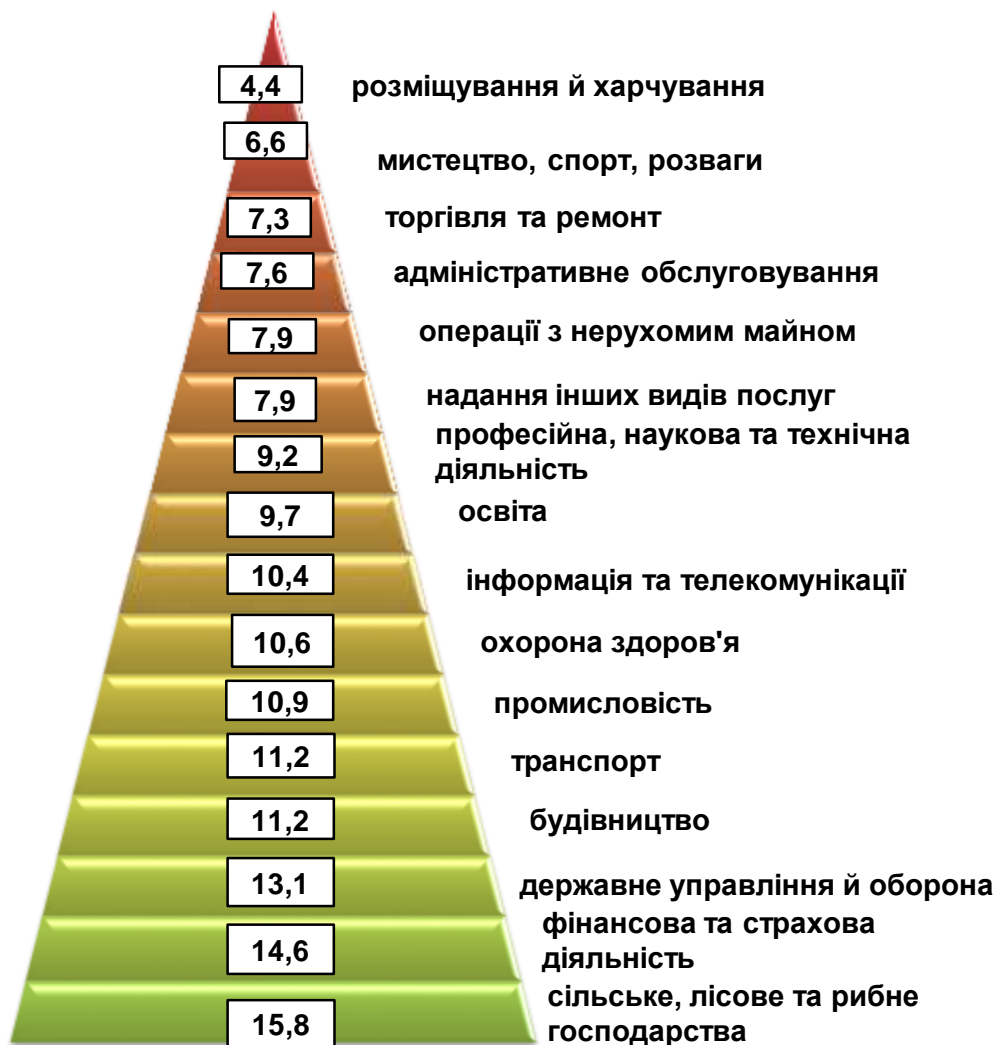 4,4 розміщування й харчування
6,6 мистецтво, спорт, розваги
7,3 торгівля та ремонт
7,6 адміністративне обслуговування
7,9 операції з нерухомим майном
7,9 надання інших видів послуг
9,2 професійна, наукова та технічна
діяльність
9,7 освіта
10,4 інформація та телекомунікації
10,6 охорона здоров'я
10,9 промисловість
11,2 транспорт
11,2 будівництво
13,1 державне управління й оборона
14,6 фінансова та страхова
діяльність
15,8 сільське, лісове та рибне
господарства